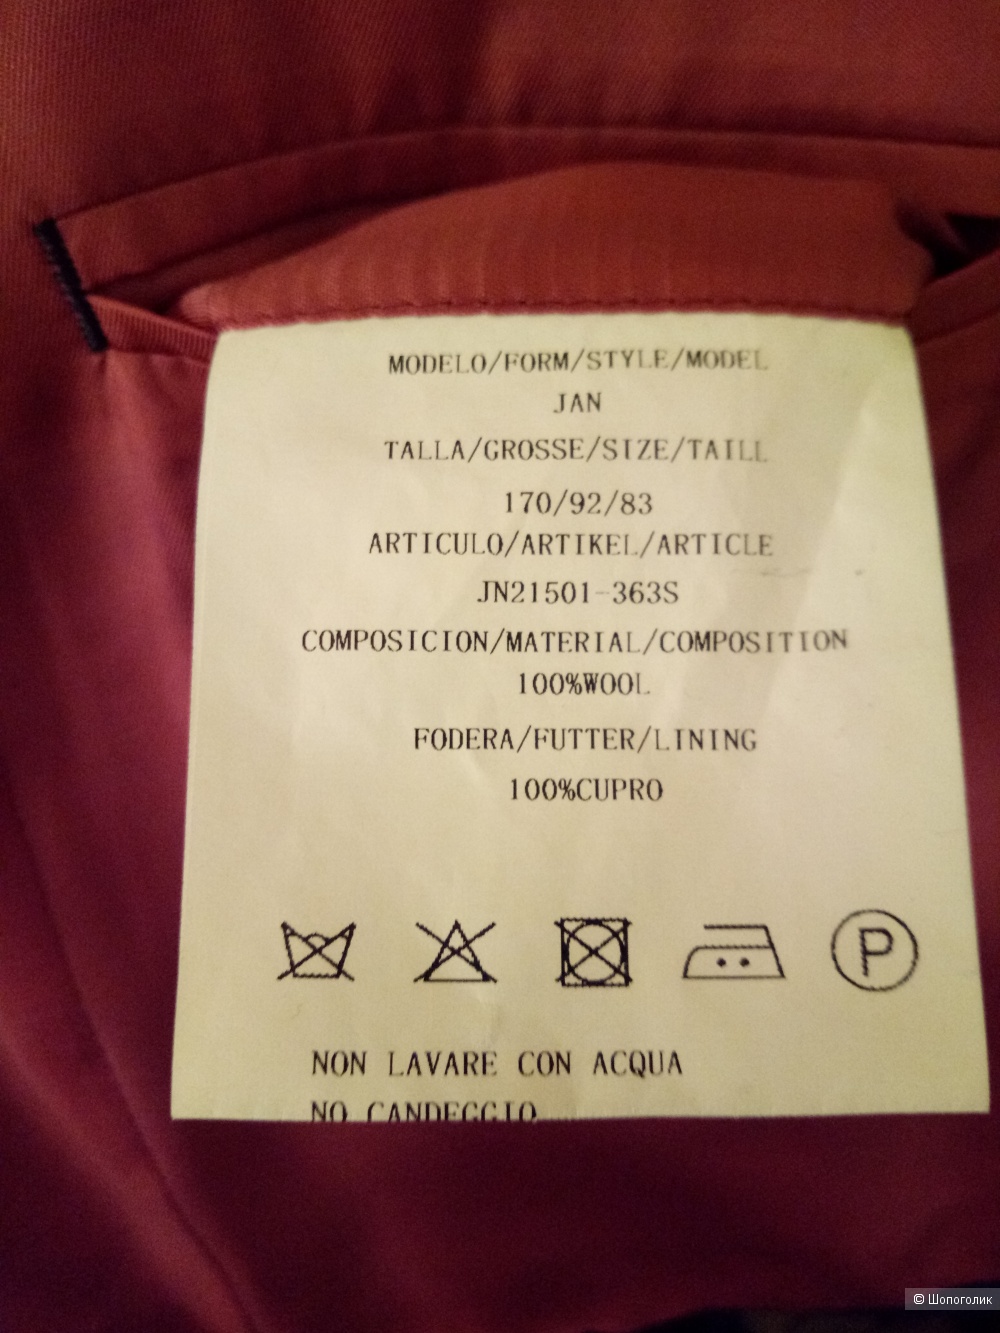 MODELO/FORM/STYLE/MODEL
JAN
TALLA/GROSSE/SIZE/TAILL
170/92/83
ARTICULO/ARTIKEL/ARTICLE
JN21501-363S
COMPOSICION/MATERIAL/COMPOSITION
100%WOOL
FODERA/FUTTER/LINING
100%CUPRO
P
NON LAVARE CON ACQUA
NO CANDEGGIO
© Шопоголик